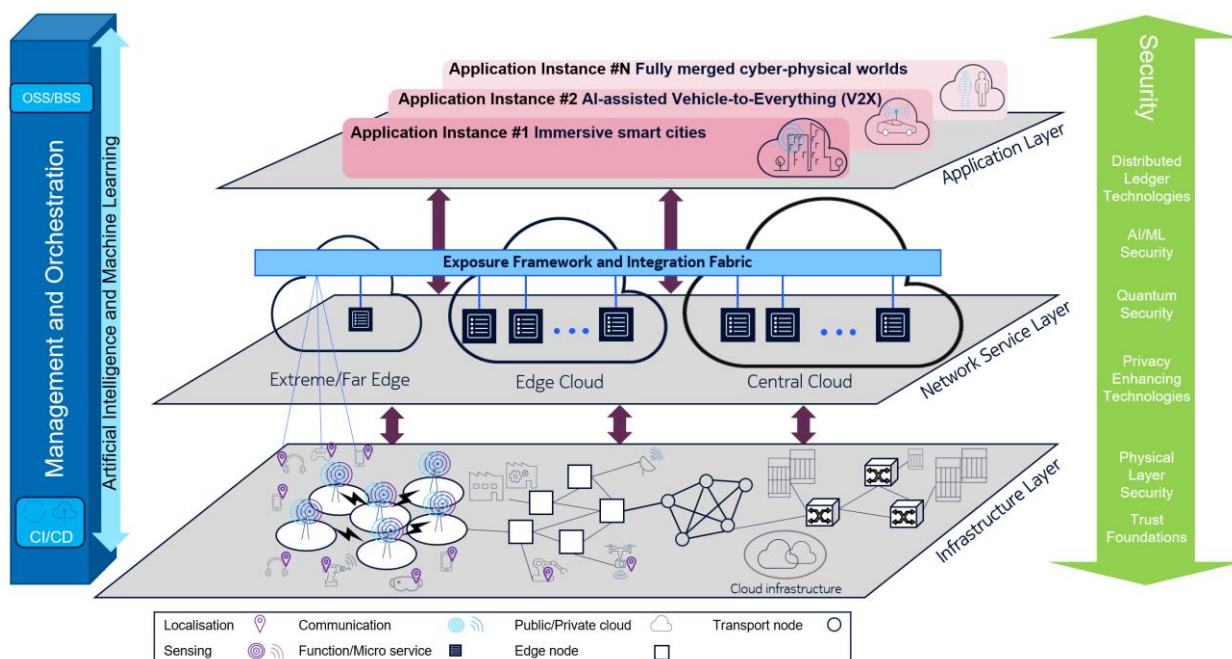 Management and Orchestration
OSS/BSS
CI/CD
Artificial Intelligence and Machine Learning
Application Instance #N Fully merged cyber-physical worlds
Application Instance #2 AI-assisted Vehicle-to-Everything (V2X)
Application Instance #1 Immersive smart cities
Application Layer
Exposure Framework and Integration Fabric
Extreme/Far Edge
Edge Cloud
Central Cloud
Network Service Layer
Infrastructure Layer
Cloud infrastructure
Security
Distributed
Ledger
Technologies
AI/ML
Security
Quantum
Security
Privacy
Enhancing
Technologies
Physical
Layer
Security
Trust
Foundations
Localisation Communication Public/Private cloud Transport node
Sensing Function/Micro service Edge node